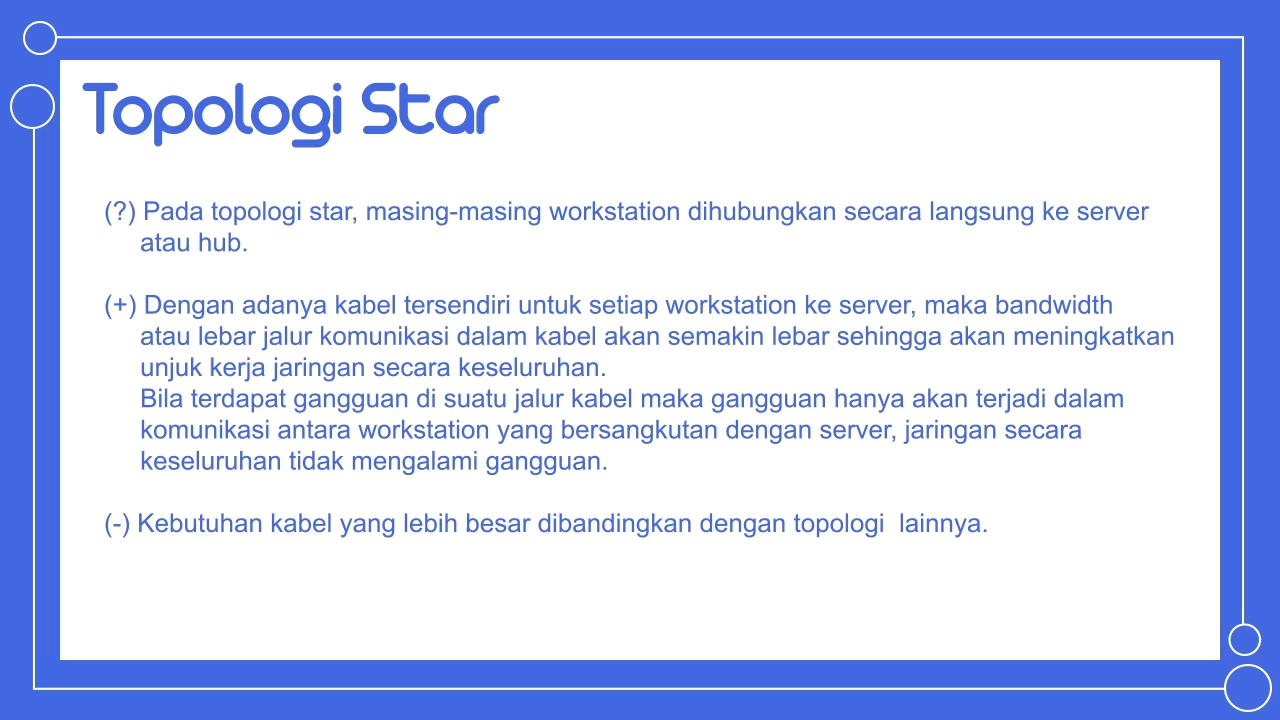 Topologi Star
(?) Pada topologi star, masing-masing workstation dihubungkan secara langsung ke server
atau hub.
(+) Dengan adanya kabel tersendiri untuk setiap workstation ke server, maka bandwidth
atau lebar jalur komunikasi dalam kabel akan semakin lebar sehingga akan meningkatkan
unjuk kerja jaringan secara keseluruhan.
Bila terdapat gangguan di suatu jalur kabel maka gangguan hanya akan terjadi dalam
komunikasi antara workstation yang bersangkutan dengan server, jaringan secara
keseluruhan tidak mengalami gangguan.
(-) Kebutuhan kabel yang lebih besar dibandingkan dengan topologi  lainnya.